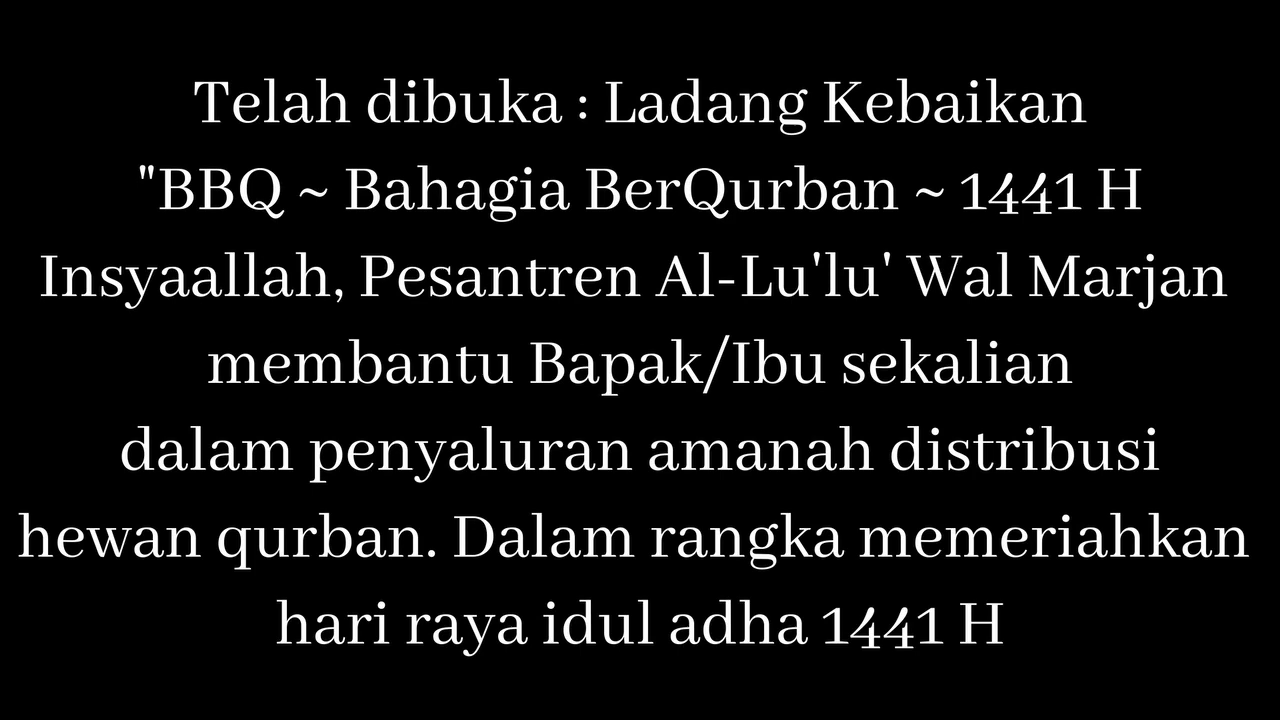 Telah dibuka : Ladang Kebaikan
"BBQ ~ Bahagia BerQurban ~ 1441 H
Insyaallah, Pesantren Al-Lu'lu' Wal Marjan
membantu Bapak/Ibu sekalian
dalam penyaluran amanah distribusi
hewan qurban. Dalam rangka memeriahkan
hari raya idul adha 1441 H